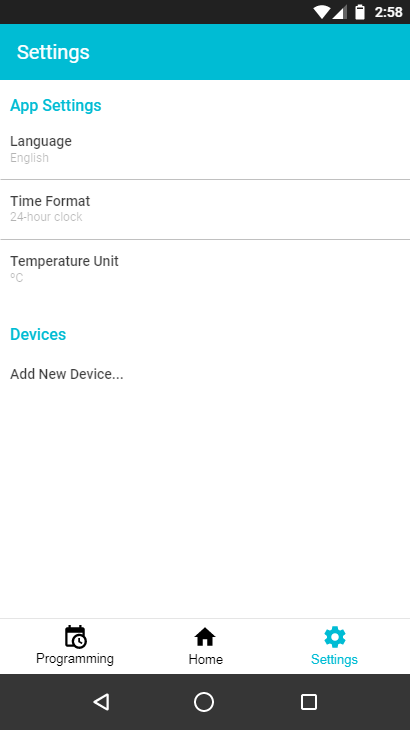 2:58
Settings
App Settings
Language
English
Time Format
24-hour clock
Temperature Unit
ºC
Devices
Add New Device...
Programming
Home
Settings